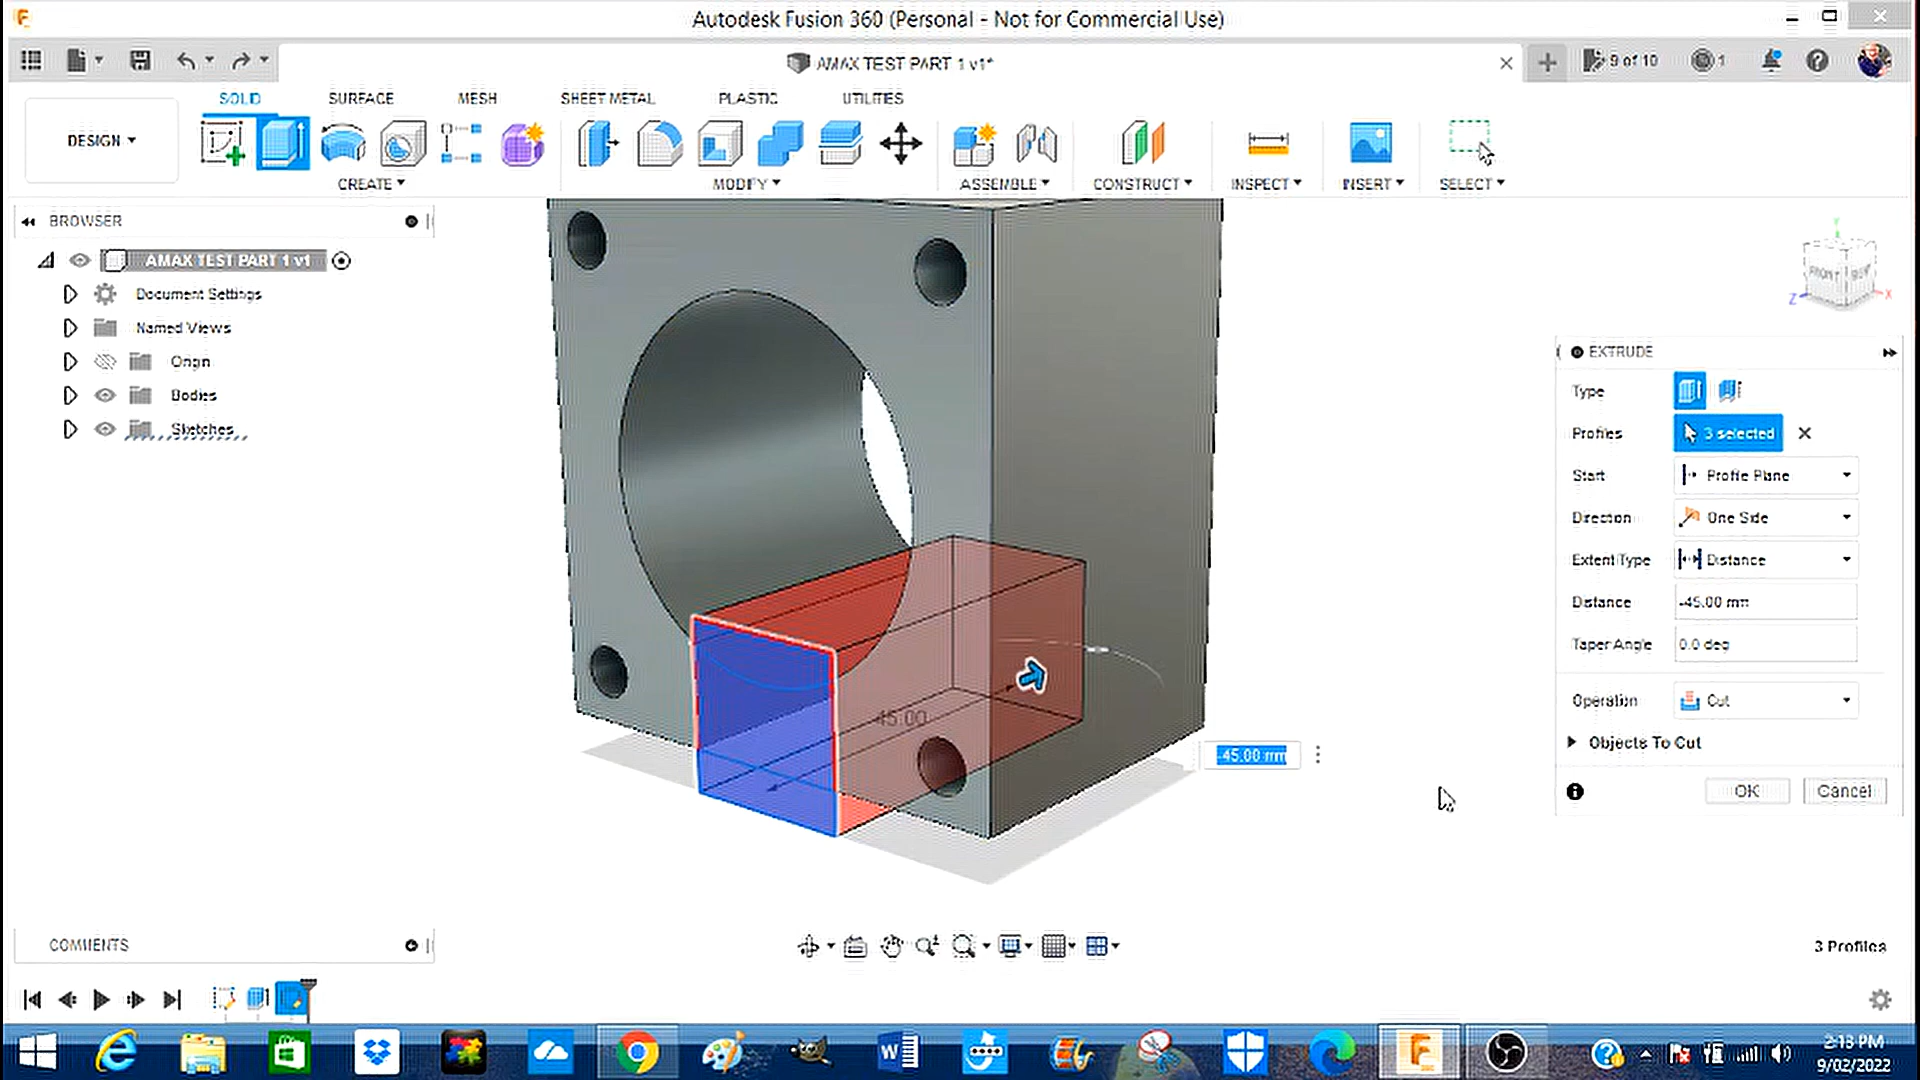 Autodesk Fusion 360 (Personal - Not for Commercial Use)
AMAX TEST PART 1 v1*
9 of 10
1
SOLID
SURFACE
MESH
SHEET METAL
PLASTIC
UTILITIES
DESIGN
CREATE
MODIFY
ASSEMBLE
CONSTRUCT
INSPECT
INSERT
SELECT
BROWSER
AMAX TEST PART 1 v1
Document Settings
Named Views
Origin
Bodies
Sketches
Y
FRONT
Z
X
EXTRUDE
Type
Profiles
3 selected
Start
Profile Plane
Direction
One Side
Extent Type
Distance
Distance
-45.00 mm
Taper Angle
0.0 deg
Operation
Cut
Objects To Cut
OK
Cancel
45.00
-45.00 mm
COMMENTS
3 Profiles
2:13 PM
9/02/2022